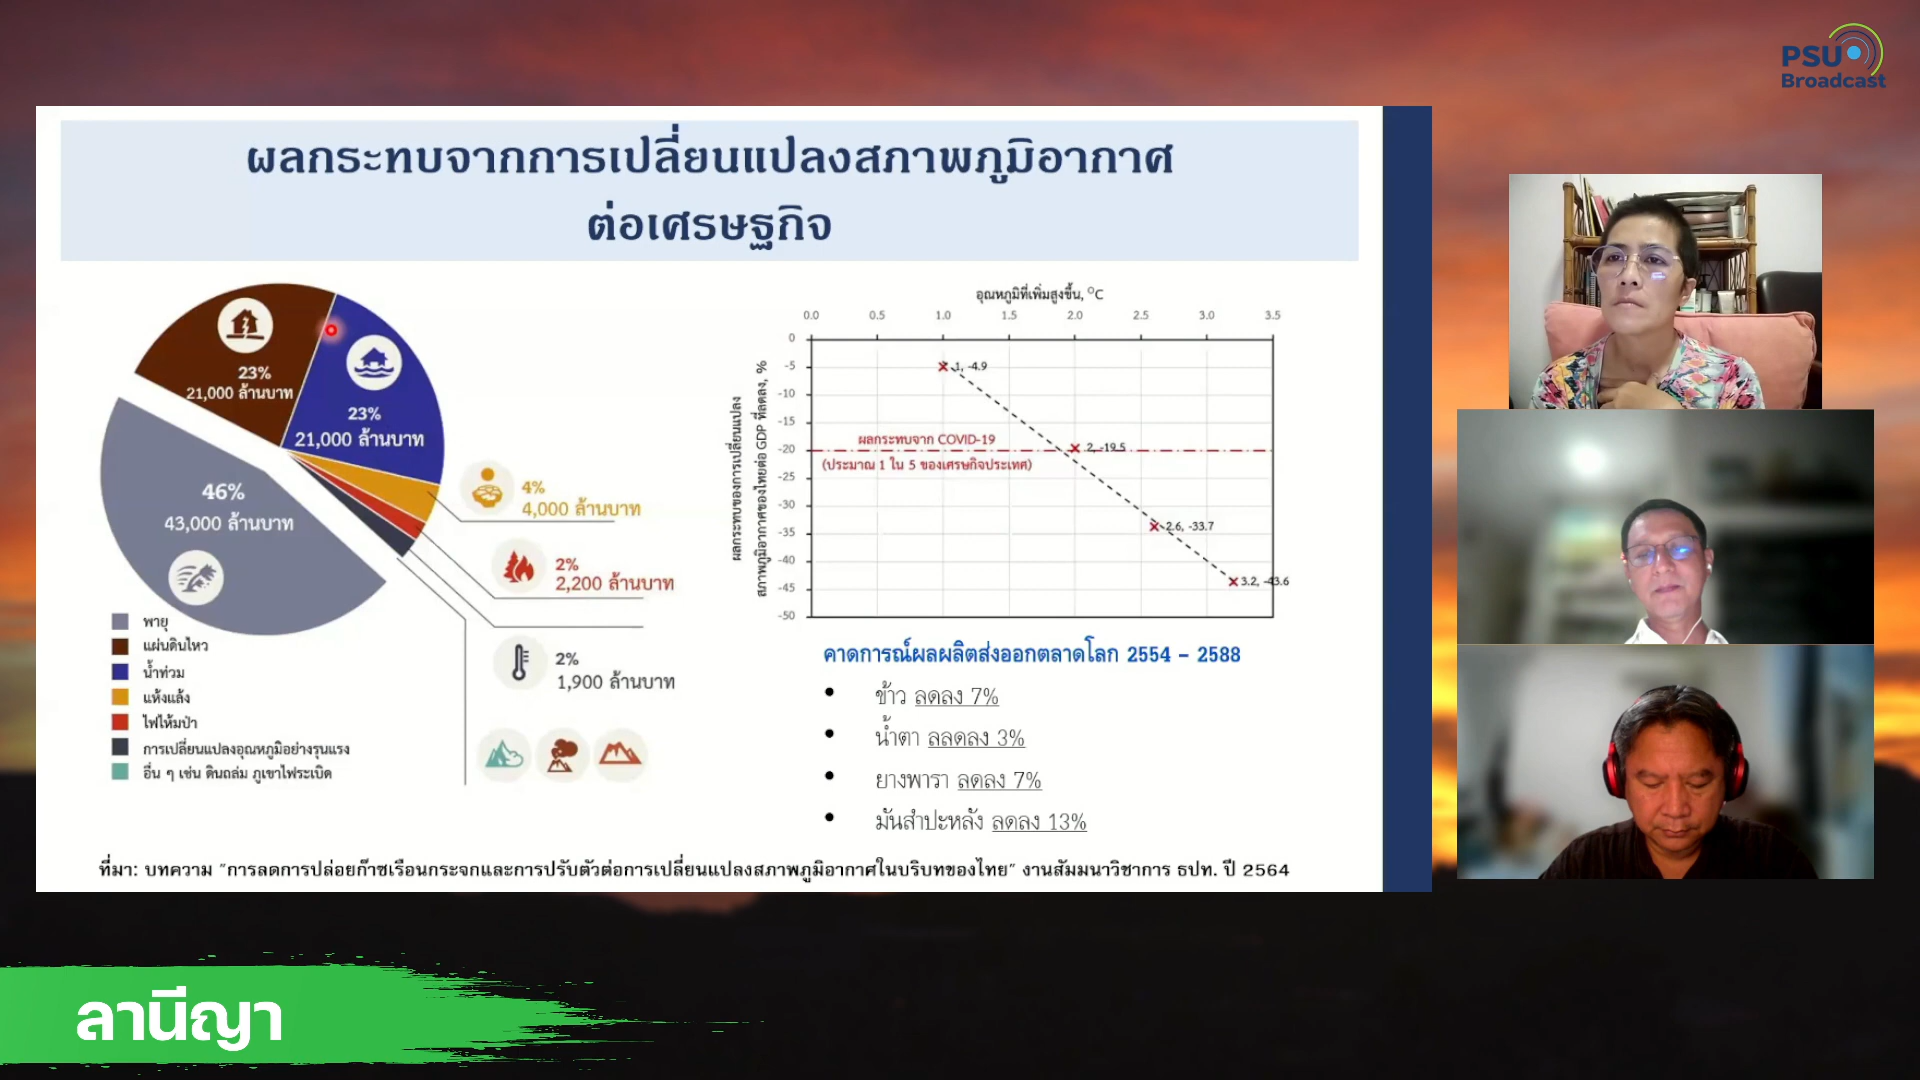 PSU
Broadcast
ผลกระทบจากการเปลี่ยนแปลงสภาพภูมิอากาศ
ต่อเศรษฐกิจ
23%
21,000 ล้านบาท
23%
21,000 ล้านบาท
46%
43,000 ล้านบาท
4%
4,000 ล้านบาท
2%
2,200 ล้านบาท
2%
1,900 ล้านบาท
พายุ
แผ่นดินไหว
น้ำท่วม
แห้งแล้ง
ไฟไหม้ป่า
การเปลี่ยนแปลงอุณหภูมิอย่างรุนแรง
อื่น ๆ เช่น ดินถล่ม ภูเขาไฟระเบิด
อุณหภูมิที่เพิ่มสูงขึ้น, °C
0.0 0.5 1.0 1.5 2.0 2.5 3.0 3.5
ผลกระทบของการเปลี่ยนแปลง
สภาพภูมิอากาศของไทยต่อ GDP ที่ลดลง, %
0
-5
-10
-15
-20
-25
-30
-35
-40
-45
-50
1, -4.9
2, -19.5
2.6, -33.7
3.2, -43.6
ผลกระทบจาก COVID-19
(ประมาณ 1 ใน 5 ของเศรษกิจประเทศ)
คาดการณ์ผลผลิตส่งออกตลาดโลก 2554 – 2588
• ข้าว ลดลง 7%
• น้ำตา ลลดลง 3%
• ยางพารา ลดลง 7%
• มันสำปะหลัง ลดลง 13%
ที่มา: บทความ "การลดการปล่อยก๊าซเรือนกระจกและการปรับตัวต่อการเปลี่ยนแปลงสภาพภูมิอากาศในบริบทของไทย" งานสัมมนาวิชาการ ธปท. ปี 2564
ลานีญา